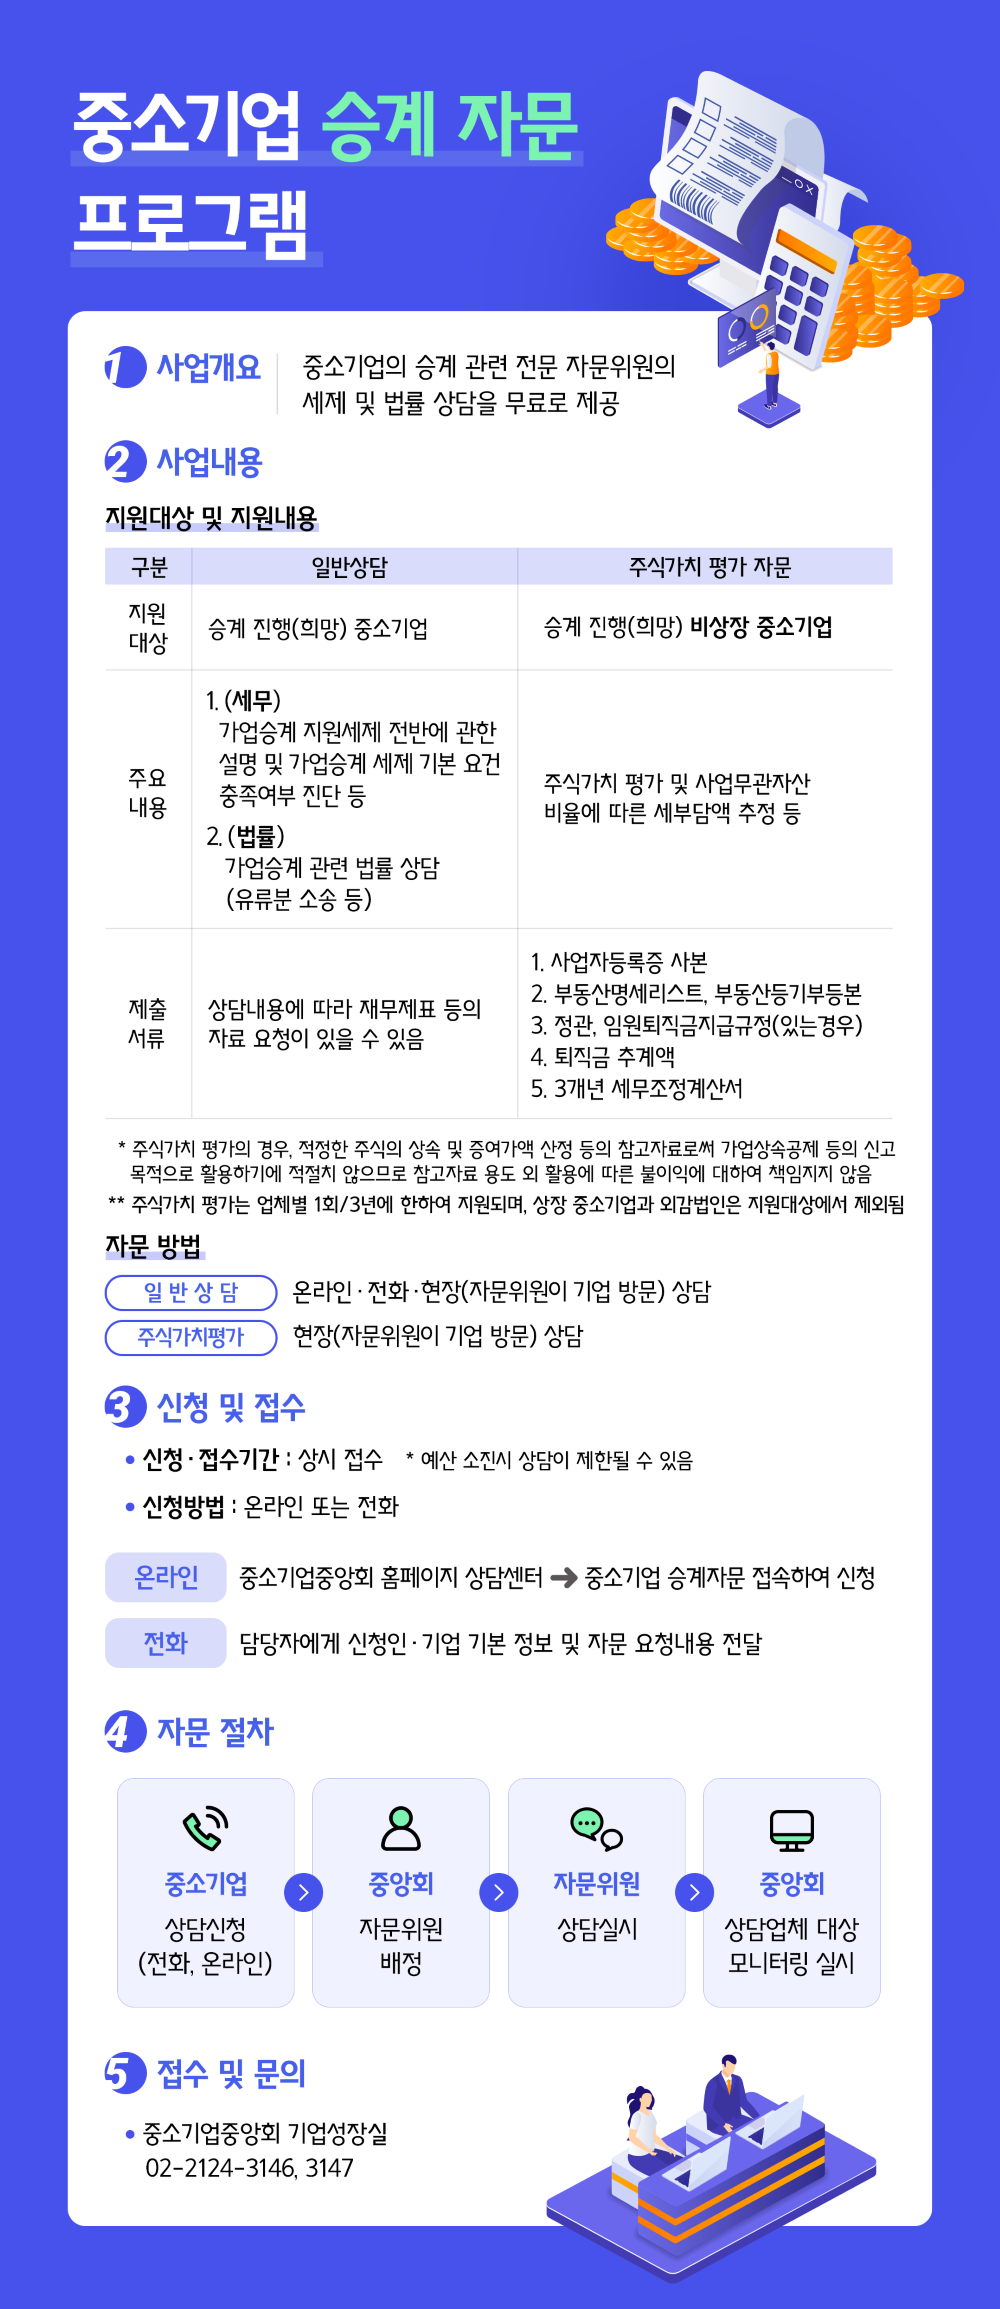 중소기업 승계 자문
프로그램
1 사업개요
중소기업의 승계 관련 전문 자문위원의
세제 및 법률 상담을 무료로 제공
2 사업내용
지원대상 및 지원내용
구분 일반상담 주식가치 평가 자문
지원
대상
승계 진행(희망) 중소기업
승계 진행(희망) 비상장 중소기업
주요
내용
1. (세무)
가업승계 지원세제 전반에 관한
설명 및 가업승계 세제 기본 요건
충족여부 진단 등
2. (법률)
가업승계 관련 법률 상담
(유류분 소송 등)
주식가치 평가 및 사업무관자산
비율에 따른 세부담액 추정 등
제출
서류
상담내용에 따라 재무제표 등의
자료 요청이 있을 수 있음
1. 사업자등록증 사본
2. 부동산명세리스트, 부동산등기부등본
3. 정관, 임원퇴직금지급규정(있는경우)
4. 퇴직금 추계액
5. 3개년 세무조정계산서
* 주식가치 평가의 경우, 적정한 주식의 상속 및 증여가액 산정 등의 참고자료로써 가업상속공제 등의 신고
목적으로 활용하기에 적절치 않으므로 참고자료 용도 외 활용에 따른 불이익에 대하여 책임지지 않음
** 주식가치 평가는 업체별 1회/3년에 한하여 지원되며, 상장 중소기업과 외감법인은 지원대상에서 제외됨
자문 방법
일반상담 온라인 · 전화 · 현장(자문위원이 기업 방문) 상담
주식가치평가 현장(자문위원이 기업 방문) 상담
3 신청 및 접수
• 신청 · 접수기간 : 상시 접수 * 예산 소진시 상담이 제한될 수 있음
• 신청방법 : 온라인 또는 전화
온라인 중소기업중앙회 홈페이지 상담센터 ➔ 중소기업 승계자문 접속하여 신청
전화 담당자에게 신청인 · 기업 기본 정보 및 자문 요청내용 전달
4 자문 절차
중소기업
상담신청
(전화, 온라인)
중앙회
자문위원
배정
자문위원
상담실시
중앙회
상담업체 대상
모니터링 실시
5 접수 및 문의
• 중소기업중앙회 기업성장실
02-2124-3146, 3147